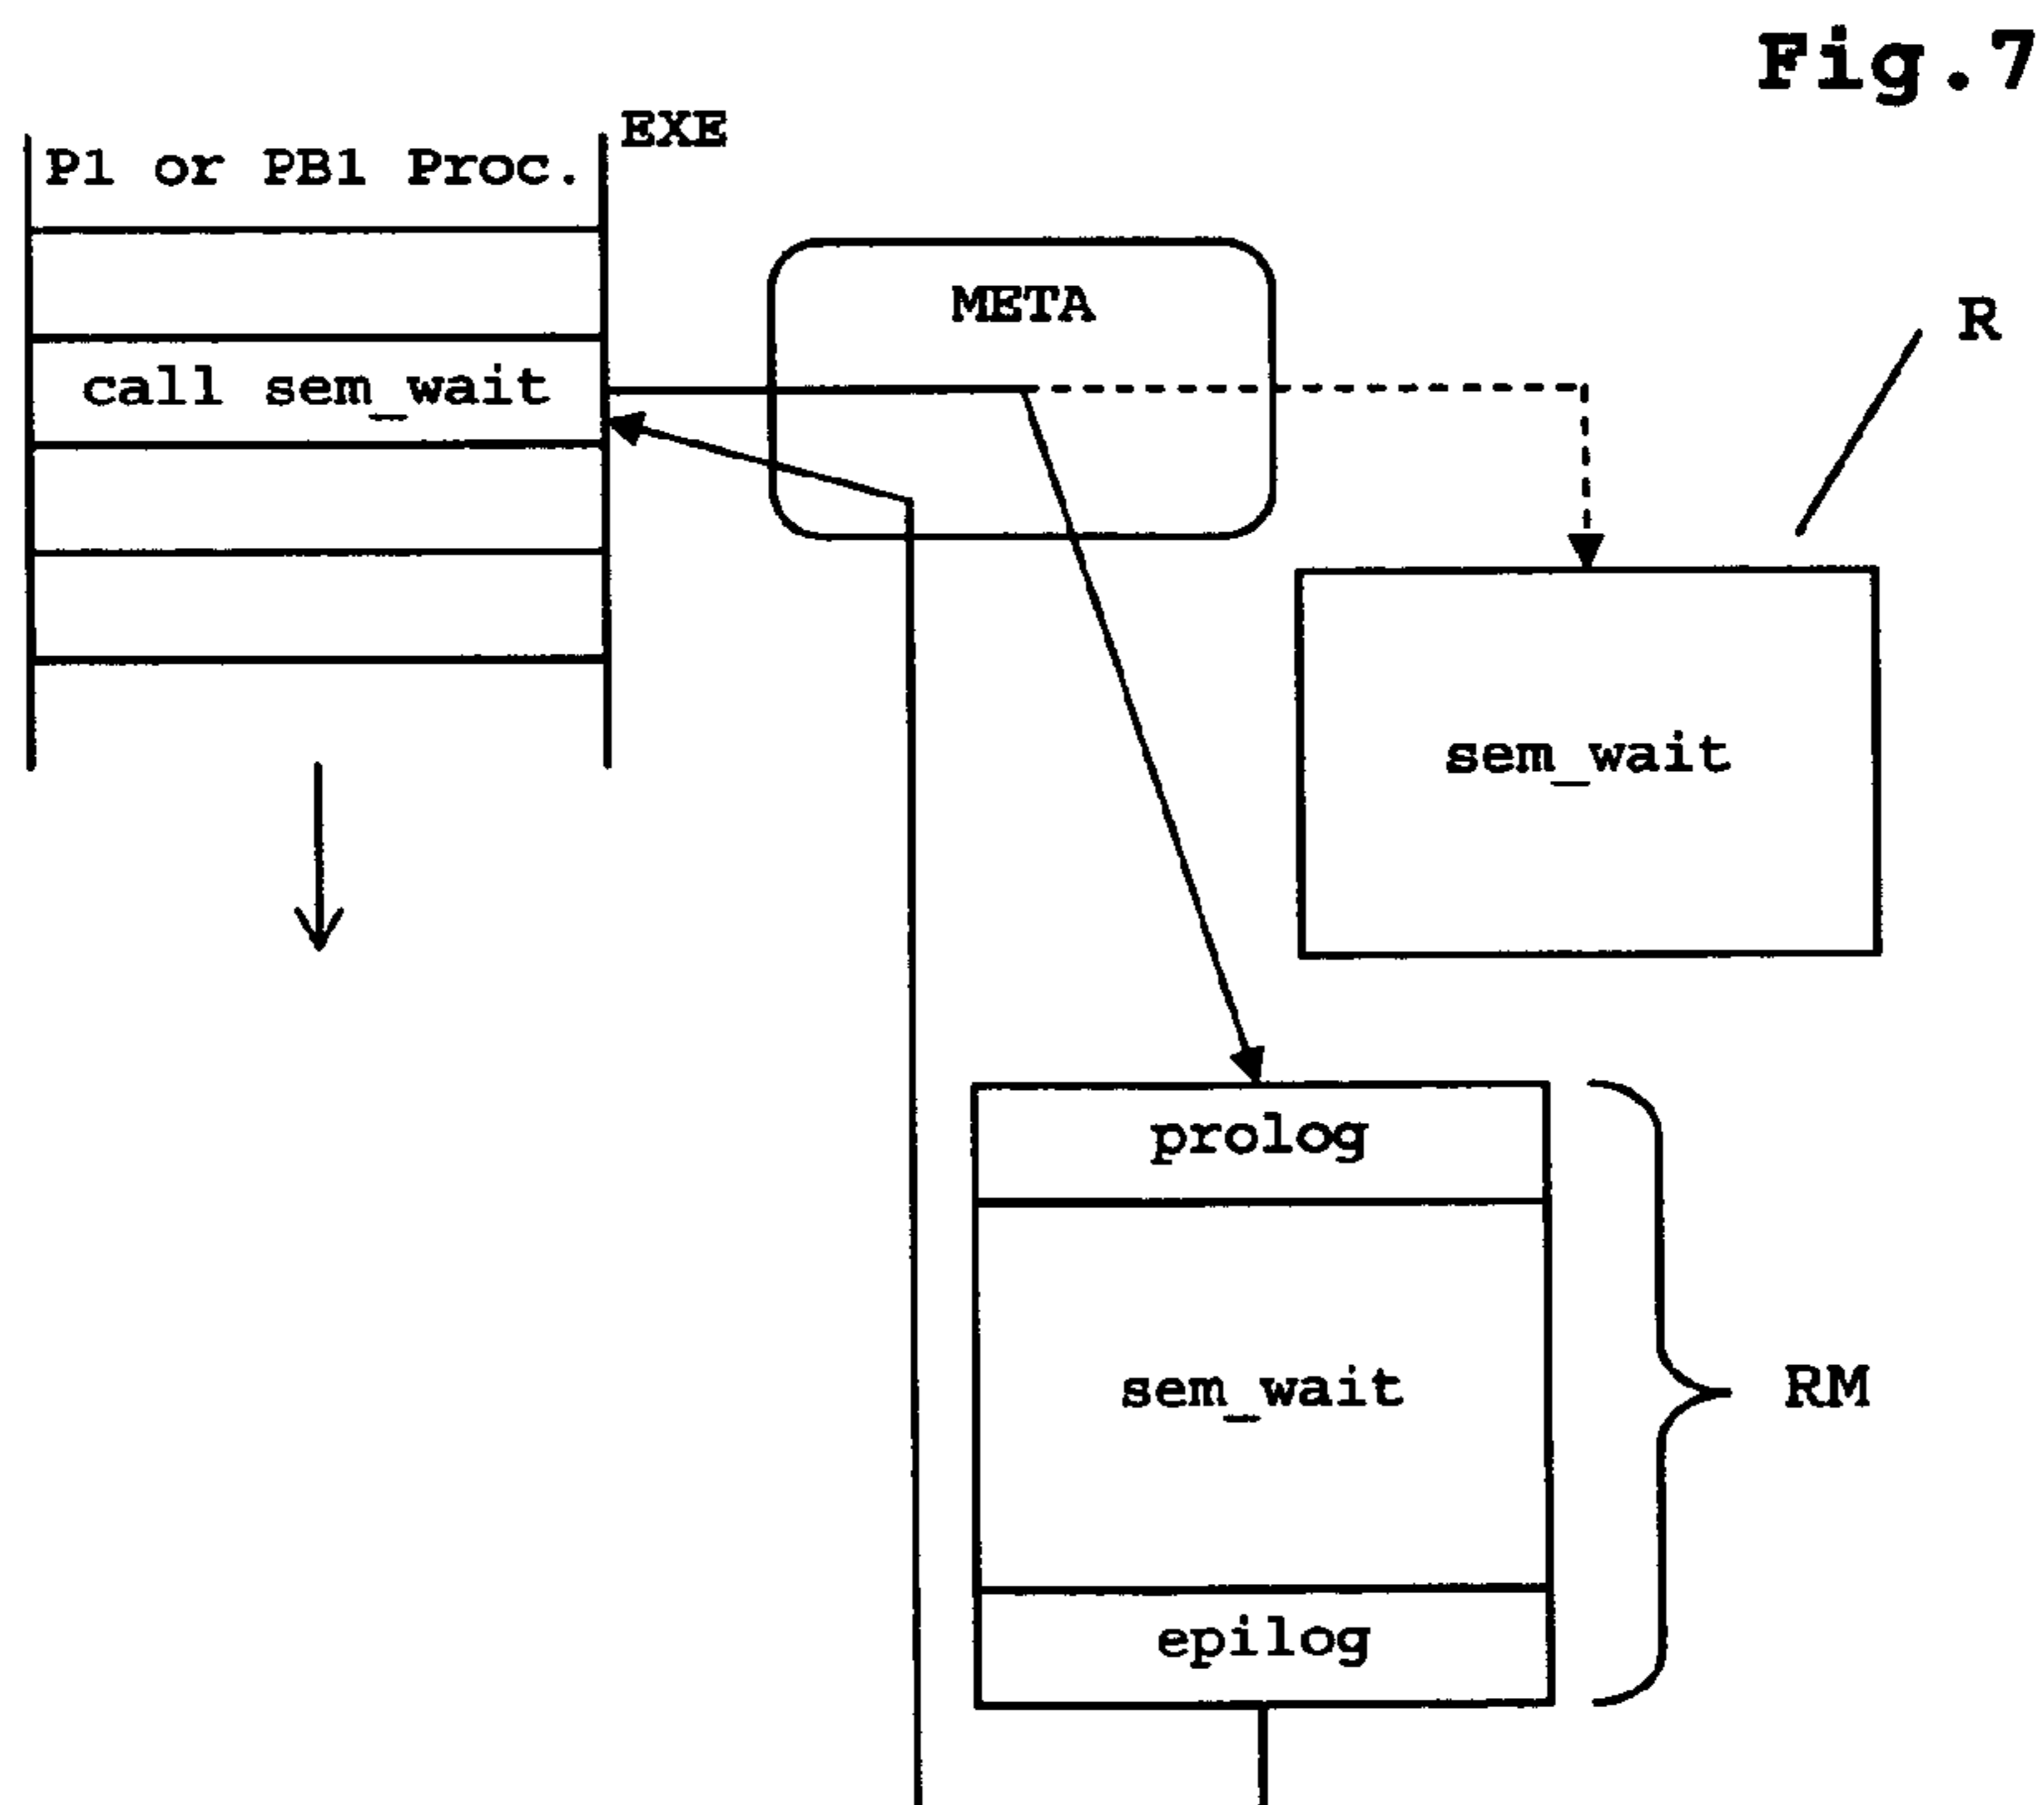 Fig.7
EXE
P1 or PB1 Proc.
META
R
call sem_wait
sem_wait
prolog
sem_wait
RM
epilog